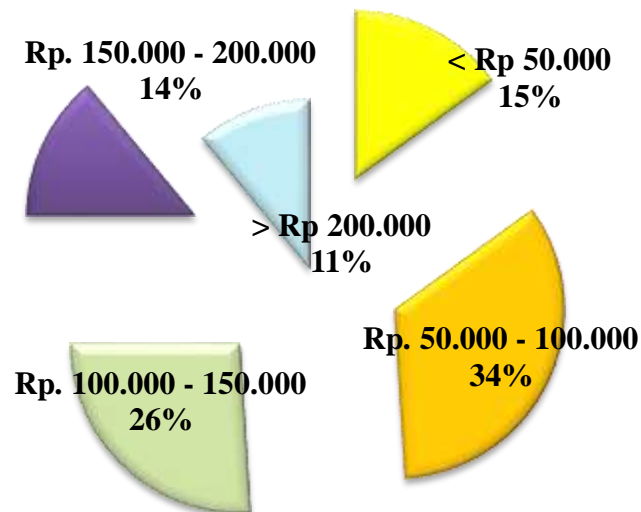 Rp. 150.000 - 200.000
14%
< Rp 50.000
15%
> Rp 200.000
11%
Rp. 50.000 - 100.000
34%
Rp. 100.000 - 150.000
26%